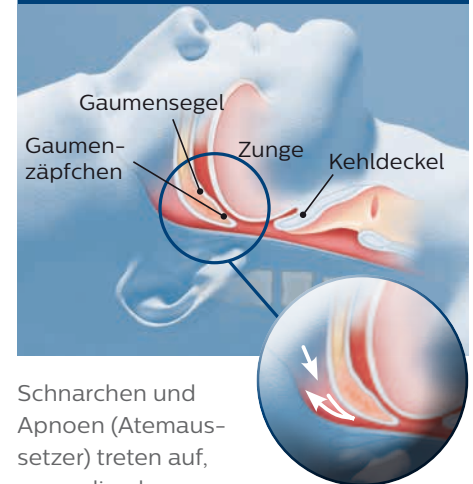 Gaumensegel
Gaumen-
zäpfchen
Zunge
Kehldeckel
Schnarchen und
Apnoen (Atemaus-
setzer) treten auf,